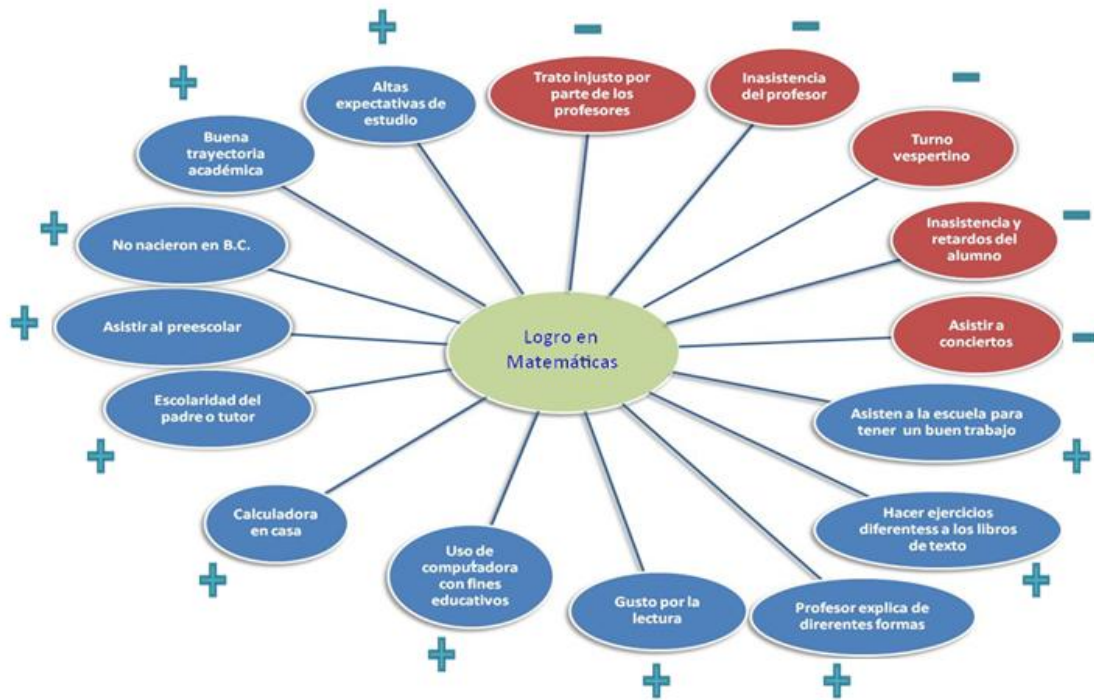 Altas
expectativas de
estudio
Trato injusto por
parte de los
profesores
Inasistencia
del profesor
Turno
vespertino
Inasistencia y
retardos del
alumno
Asistir a
conciertos
Asisten a la escuela para
tener un buen trabajo
Hacer ejercicios
diferentess a los libros
de texto
Profesor explica de
direrentes formas
Gusto por la
lectura
Uso de
computadora
con fines
educativos
Calculadora
en casa
Escolaridad del
padre o tutor
Asistir al preescolar
No nacieron en B.C.
Buena
trayectoria
académica
Logro en
Matemáticas